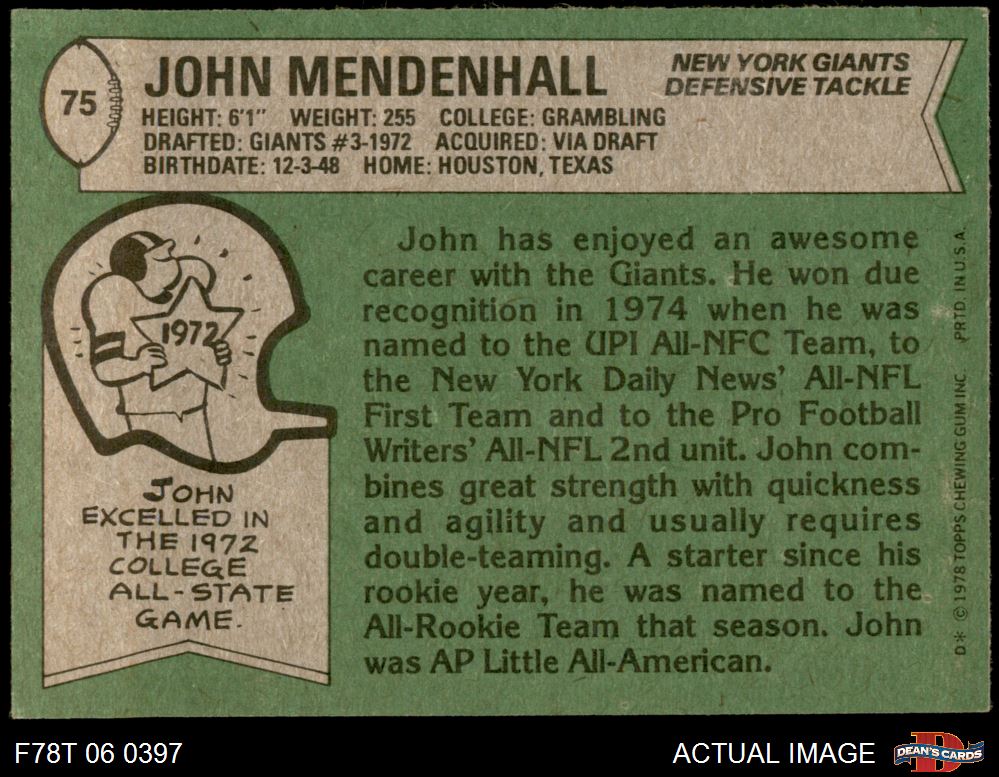 75
JOHN MENDENHALL
NEW YORK GIANTS
DEFENSIVE TACKLE
HEIGHT: 6'1" WEIGHT: 255 COLLEGE: GRAMBLING
DRAFTED: GIANTS #3-1972 ACQUIRED: VIA DRAFT
BIRTHDATE: 12-3-48 HOME: HOUSTON, TEXAS
1972
JOHN
EXCELLED IN
THE 1972
COLLEGE
ALL-STATE
GAME.
John has enjoyed an awesome
career with the Giants. He won due
recognition in 1974 when he was
named to the UPI All-NFC Team, to
the New York Daily News' All-NFL
First Team and to the Pro Football
Writers' All-NFL 2nd unit. John com-
bines great strength with quickness
and agility and usually requires
double-teaming. A starter since his
rookie year, he was named to the
All-Rookie Team that season. John
was AP Little All-American.
D* © 1978 TOPPS CHEWING GUM INC. PRTD. IN U.S.A.
F78T 06 0397
ACTUAL IMAGE
D
DEAN'S CARDS